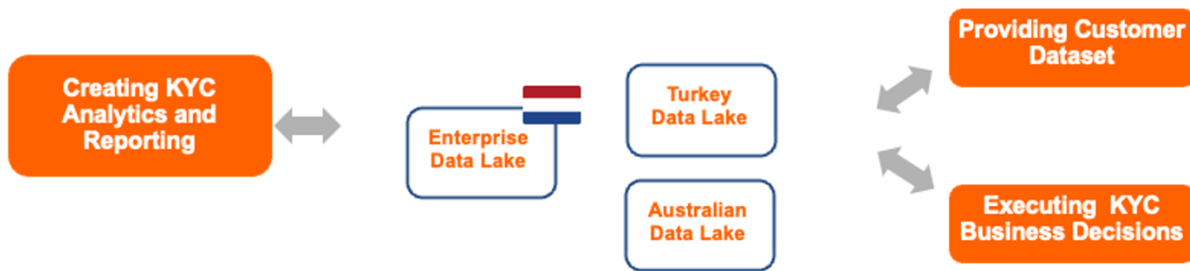 Creating KYC
Analytics and
Reporting
Enterprise
Data Lake
Turkey
Data Lake
Australian
Data Lake
Providing Customer
Dataset
Executing KYC
Business Decisions